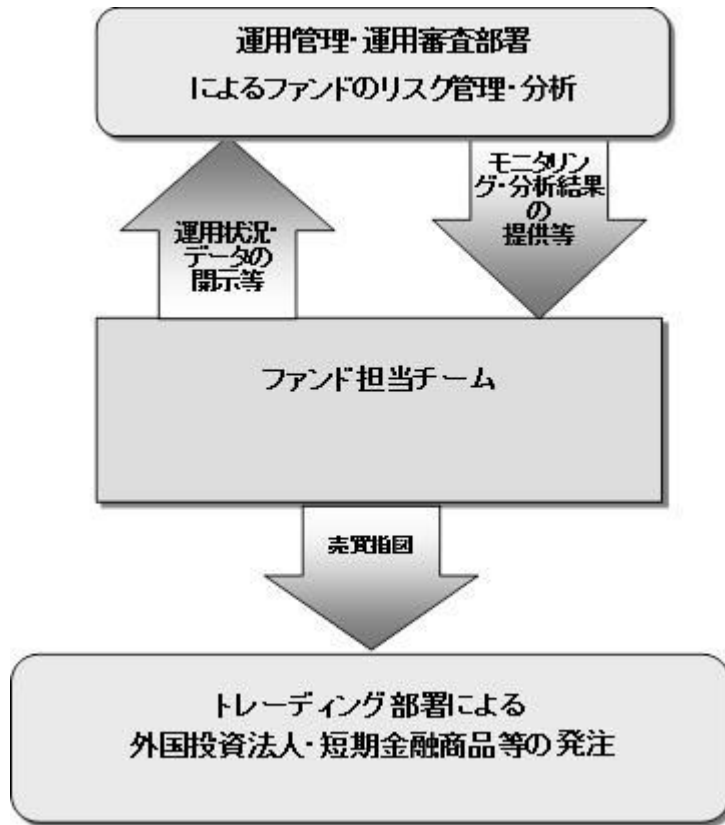 運用管理・運用審査部署
によるファンドのリスク管理・分析
モニタリン
グ・分析結果
の
提供等
運用状況・
データの
開示等
ファンド担当チーム
売買指図
トレーディング部署による
外国投資法人・短期金融商品等の発注